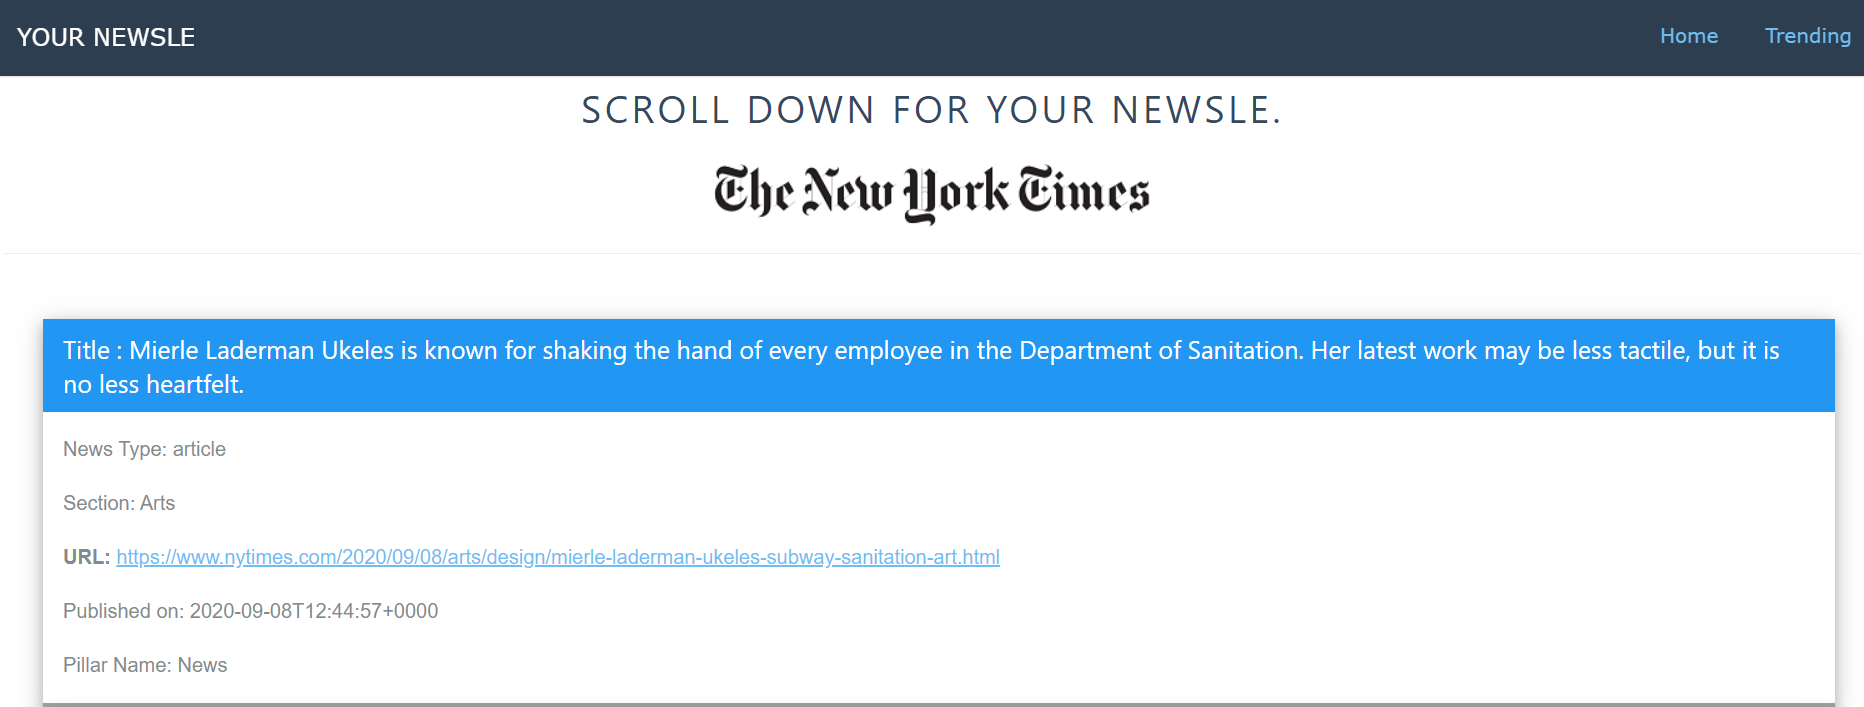 YOUR NEWSLE
Home
Trending
SCROLL DOWN FOR YOUR NEWSLE.
The New York Times
Title : Mierle Laderman Ukeles is known for shaking the hand of every employee in the Department of Sanitation. Her latest work may be less tactile, but it is
no less heartfelt.
News Type: article
Section: Arts
URL: https://www.nytimes.com/2020/09/08/arts/design/mierle-laderman-ukeles-subway-sanitation-art.html
Published on: 2020-09-08T12:44:57+0000
Pillar Name: News